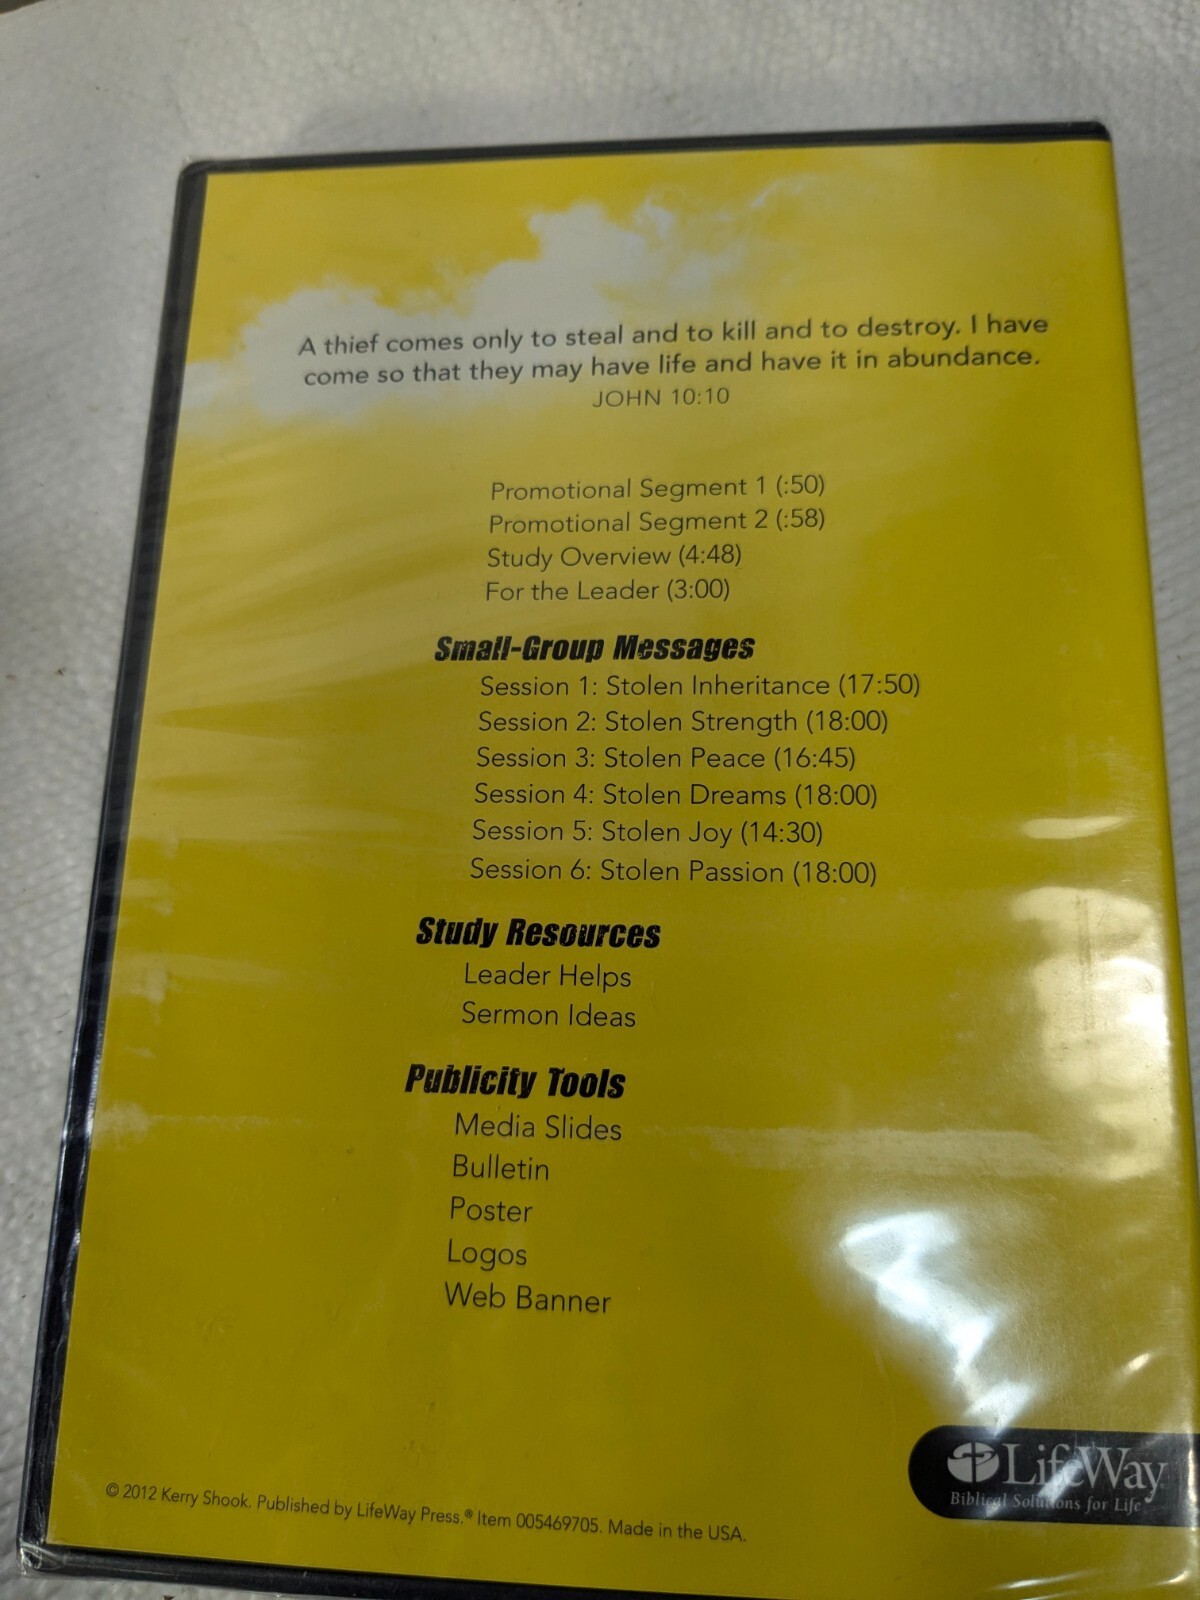 A thief comes only to steal and to kill and to destroy. I have
come so that they may have life and have it in abundance.
JOHN 10:10
Promotional Segment 1 (:50)
Promotional Segment 2 (:58)
Study Overview (4:48)
For the Leader (3:00)
Small-Group Messages
Session 1: Stolen Inheritance (17:50)
Session 2: Stolen Strength (18:00)
Session 3: Stolen Peace (16:45)
Session 4: Stolen Dreams (18:00)
Session 5: Stolen Joy (14:30)
Session 6: Stolen Passion (18:00)
Study Resources
Leader Helps
Sermon Ideas
Publicity Tools
Media Slides
Bulletin
Poster
Logos
Web Banner
LifeWay
Biblical Solutions for Life
© 2012 Kerry Shook. Published by LifeWay Press.® Item 005469705. Made in the USA.